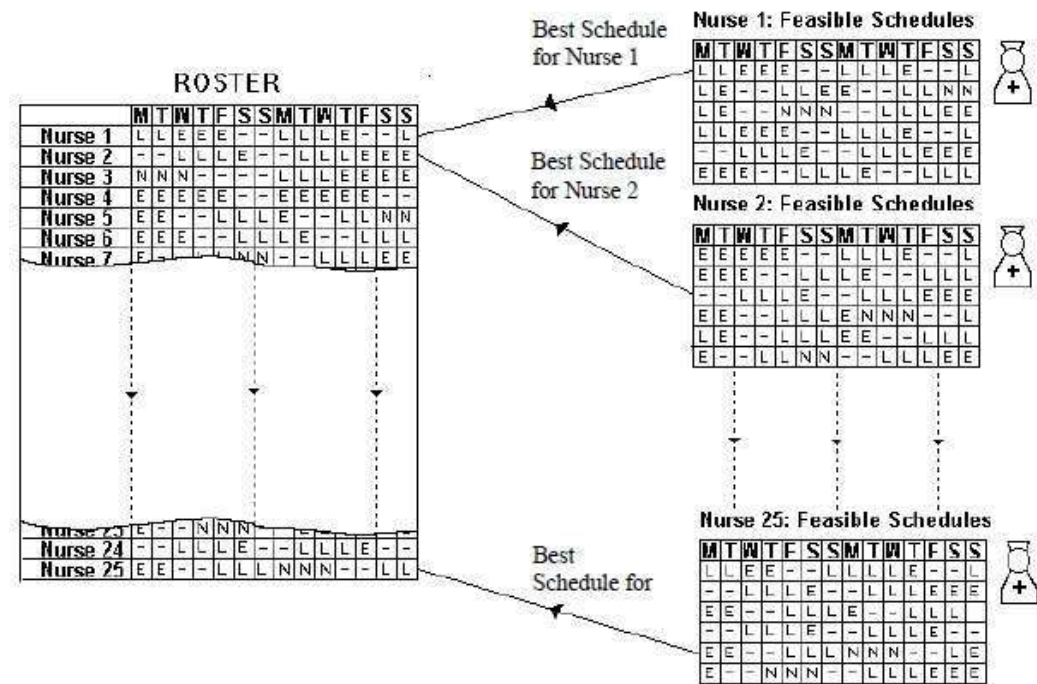 ROSTER
M T W T F S S M T W T F S S
Nurse 1 L L E E E - - L L L E - - L
Nurse 2 - - L L L E - - L L L E E E
Nurse 3 N N N - - - - L L L E E E E
Nurse 4 E E E E E - - E E E E E - -
Nurse 5 E E - - L L L E - - L L N N
Nurse 6 E E E - - L L L E - - L L L
Nurse 7 E - L L N N - - L L L E E
E - - N N N
Nurse 24 - - L L L E - - L L L E - -
Nurse 25 E E - - L L L N N N - - L L
Best Schedule
for Nurse 1
Best Schedule
for Nurse 2
Best
Schedule for
Nurse 1: Feasible Schedules
M T W T F S S M T W T F S S
L L E E E - - L L L E - - L
L E - - L L E E - - L L N N
L E - - N N N - - L L L E E
L L E E E - - L L L E - - L
- - L L L E - - L L L E E E
E E E - - L L L E - - L L L
Nurse 2: Feasible Schedules
M T W T F S S M T W T F S S
E E E E E - - L L L E - - L
E E E - - L L L E - - L L L
- - L L L E - - L L L E E E
E E - - L L L E N N N - - L
L E - - L L L E E - - L L L
E - - L L N N - - L L L E E
Nurse 25: Feasible Schedules
M T W T F S S M T W T F S S
L L E E - - L L L L E - - L
- - L L L E - - L L L E E E
E E - - L L L E - - L L L
- - L L L E - - L L L E - -
E E - - L L L N N N - - L E
E - - N N N - - L L L E E E